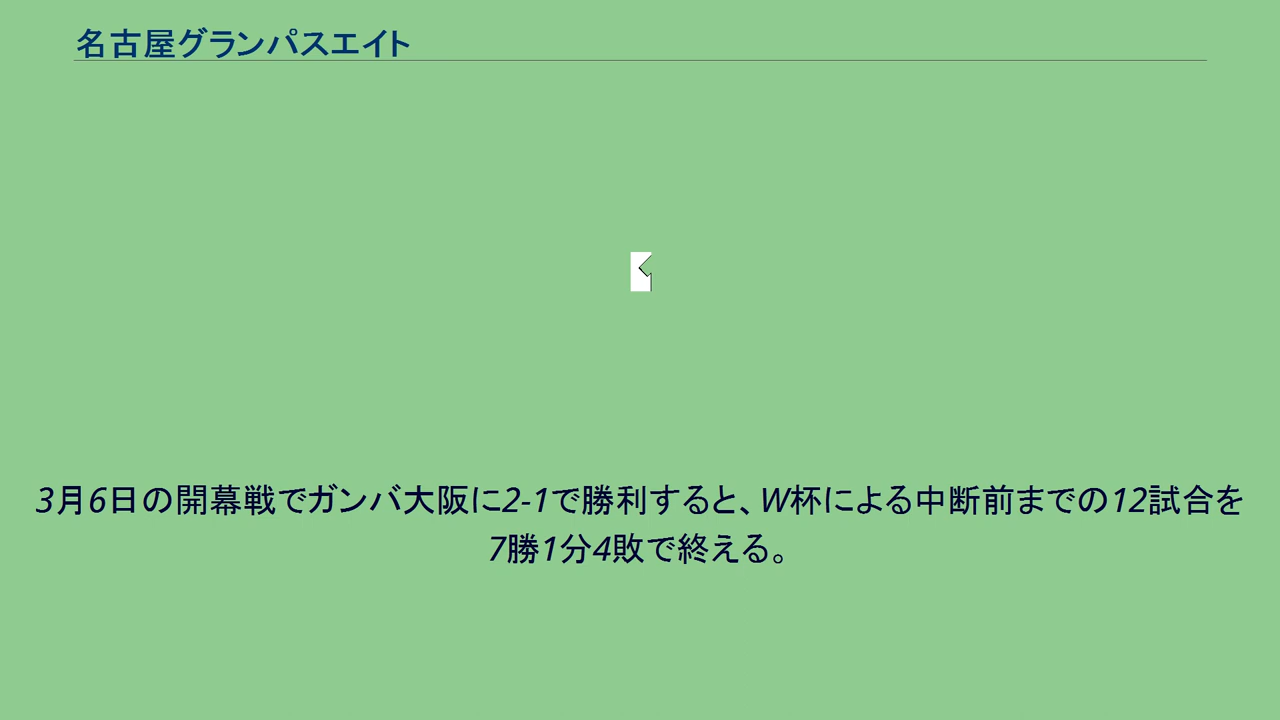 名古屋グランパスエイト
3月6日の開幕戦でガンバ大阪に2-1で勝利すると、W杯による中断前までの12試合を
7勝1分4敗で終える。